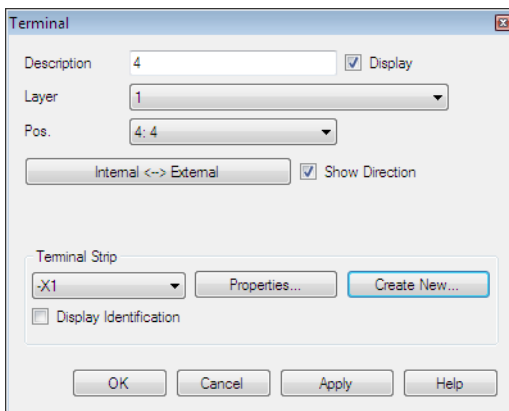 Terminal
Description 4 Display
Layer 1
Pos. 4: 4
Internal <--> External Show Direction
Terminal Strip
-X1 Properties... Create New...
Display Identification
OK Cancel Apply Help